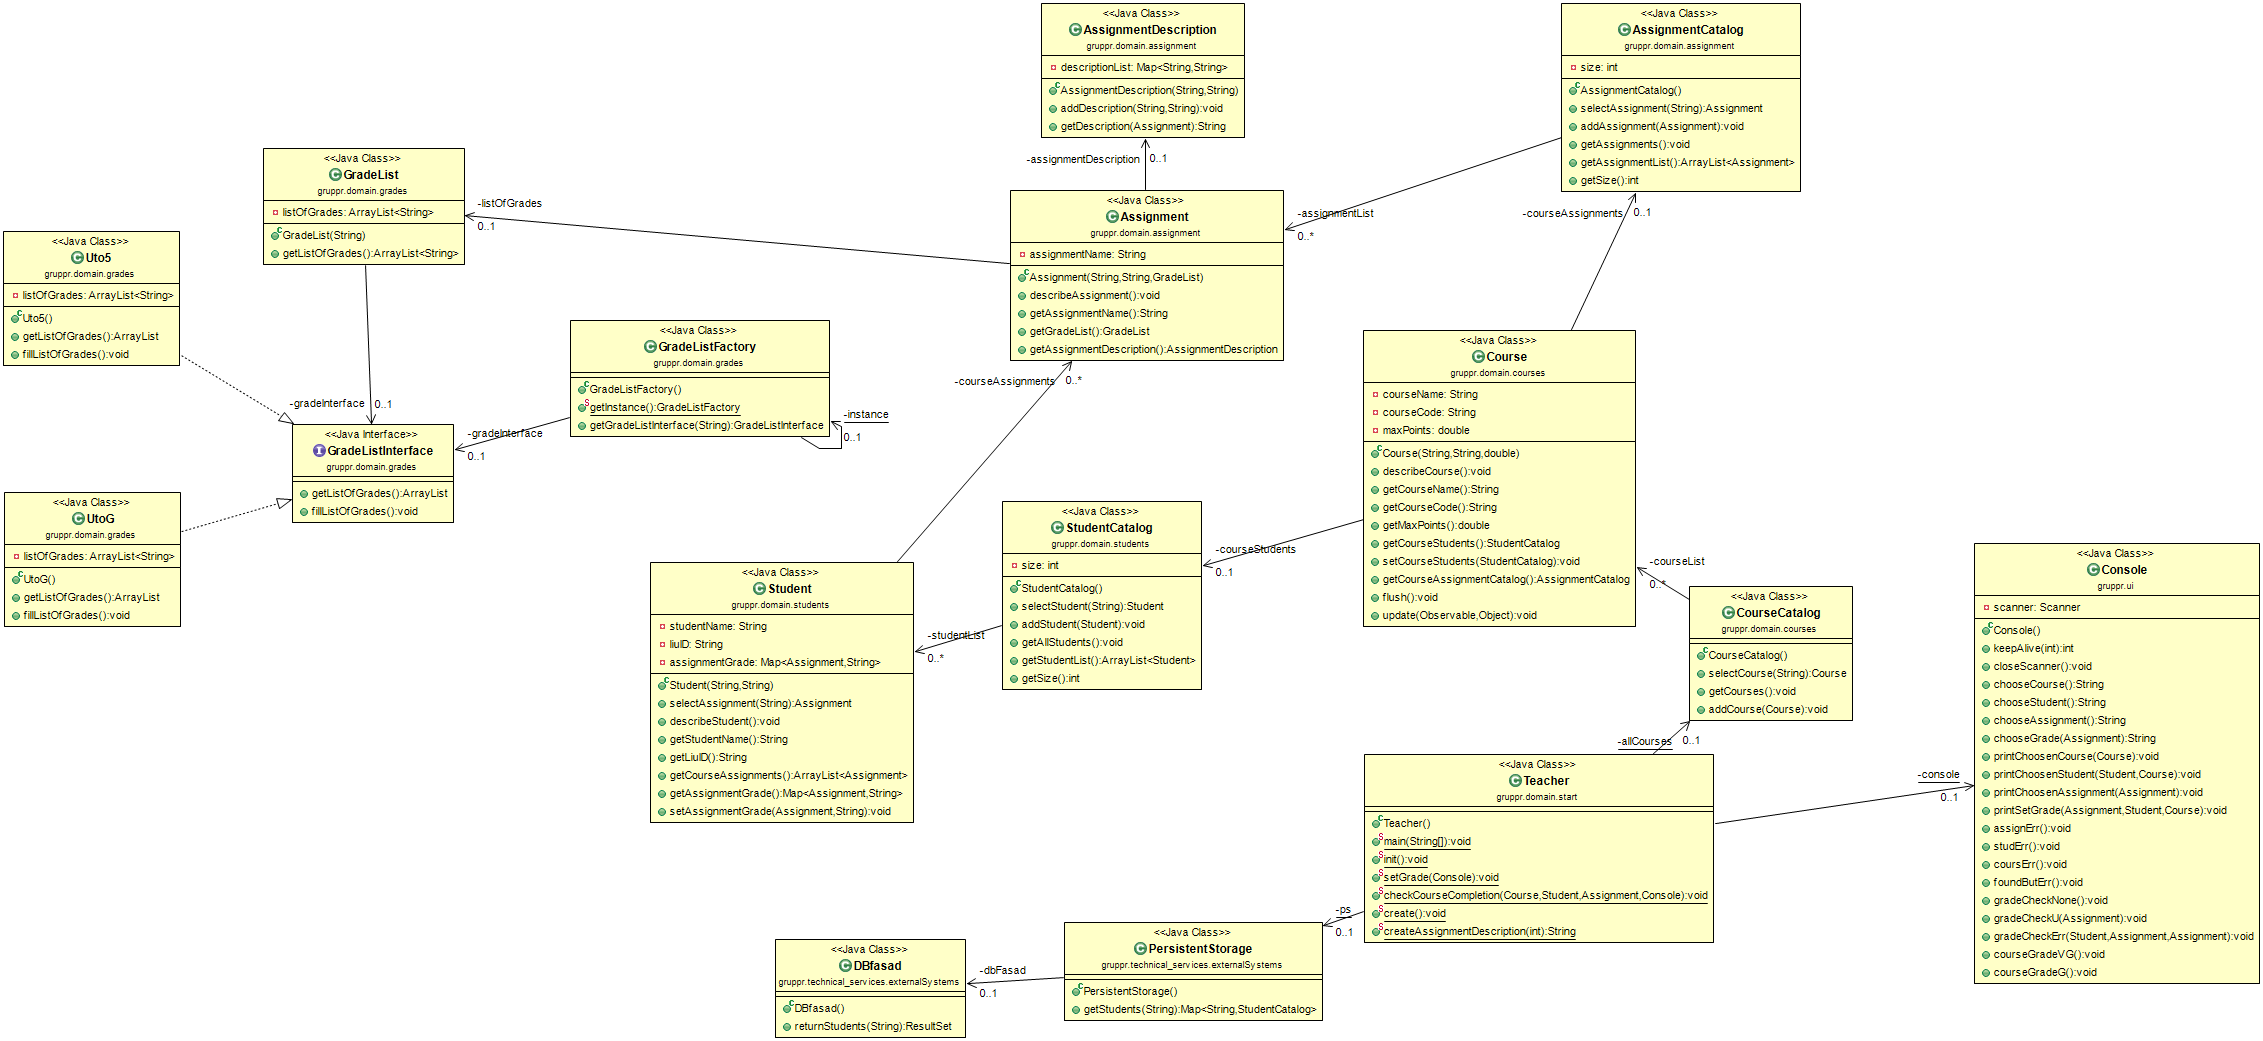 <<Java Class>>
AssignmentDescription
gruppr.domain.assignment
descriptionList: Map<String,String>
AssignmentDescription(String,String)
addDescription(String,String):void
getDescription(Assignment):String
<<Java Class>>
AssignmentCatalog
gruppr.domain.assignment
size: int
AssignmentCatalog()
selectAssignment(String):Assignment
addAssignment(Assignment):void
getAssignments():void
getAssignmentList():ArrayList<Assignment>
getSize():int
-assignmentDescription
0..1
<<Java Class>>
GradeList
gruppr.domain.grades
listOfGrades: ArrayList<String>
GradeList(String)
getListOfGrades():ArrayList<String>
-listOfGrades
0..1
<<Java Class>>
Assignment
gruppr.domain.assignment
assignmentName: String
Assignment(String,String,GradeList)
describeAssignment():void
getAssignmentName():String
getGradeList():GradeList
getAssignmentDescription():AssignmentDescription
-assignmentList
0..*
-courseAssignments
0..1
<<Java Class>>
Uto5
gruppr.domain.grades
listOfGrades: ArrayList<String>
Uto5()
getListOfGrades():ArrayList
fillListOfGrades():void
<<Java Class>>
GradeListFactory
gruppr.domain.grades
GradeListFactory()
getInstance():GradeListFactory
getGradeListInterface(String):GradeListInterface
-instance
0..1
-courseAssignments
0..*
<<Java Class>>
Course
gruppr.domain.courses
courseName: String
courseCode: String
maxPoints: double
Course(String,String,double)
describeCourse():void
getCourseName():String
getCourseCode():String
getMaxPoints():double
getCourseStudents():StudentCatalog
setCourseStudents(StudentCatalog):void
getCourseAssignmentCatalog():AssignmentCatalog
flush():void
update(Observable,Object):void
-gradeInterface
0..1
<<Java Interface>>
GradeListInterface
gruppr.domain.grades
getListOfGrades():ArrayList
fillListOfGrades():void
-gradeInterface
0..1
<<Java Class>>
UtoG
gruppr.domain.grades
listOfGrades: ArrayList<String>
UtoG()
getListOfGrades():ArrayList
fillListOfGrades():void
<<Java Class>>
StudentCatalog
gruppr.domain.students
size: int
StudentCatalog()
selectStudent(String):Student
addStudent(Student):void
getAllStudents():void
getStudentList():ArrayList<Student>
getSize():int
-courseStudents
0..1
<<Java Class>>
Student
gruppr.domain.students
studentName: String
liuID: String
assignmentGrade: Map<Assignment,String>
Student(String,String)
selectAssignment(String):Assignment
describeStudent():void
getStudentName():String
getLiuID():String
getCourseAssignments():ArrayList<Assignment>
getAssignmentGrade():Map<Assignment,String>
setAssignmentGrade(Assignment,String):void
-studentList
0..*
-courseList
0..*
<<Java Class>>
CourseCatalog
gruppr.domain.courses
CourseCatalog()
selectCourse(String):Course
getCourses():void
addCourse(Course):void
<<Java Class>>
Console
gruppr.ui
scanner: Scanner
Console()
keepAlive(int):int
closeScanner():void
chooseCourse():String
chooseStudent():String
chooseAssignment():String
chooseGrade(Assignment):String
printChoosenCourse(Course):void
printChoosenStudent(Student,Course):void
printChoosenAssignment(Assignment):void
printSetGrade(Assignment,Student,Course):void
assignErr():void
studErr():void
coursErr():void
foundButErr():void
gradeCheckNone():void
gradeCheckU(Assignment):void
gradeCheckErr(Student,Assignment,Assignment):void
courseGradeVG():void
courseGradeG():void
-allCourses
0..1
<<Java Class>>
Teacher
gruppr.domain.start
Teacher()
main(String[]):void
init():void
setGrade(Console):void
checkCourseCompletion(Course,Student,Assignment,Console):void
create():void
createAssignmentDescription(int):String
-console
0..1
-ps
0..1
<<Java Class>>
PersistentStorage
gruppr.technical_services.externalSystems
PersistentStorage()
getStudents(String):Map<String,StudentCatalog>
-dbFasad
0..1
<<Java Class>>
DBfasad
gruppr.technical_services.externalSystems
DBfasad()
returnStudents(String):ResultSet